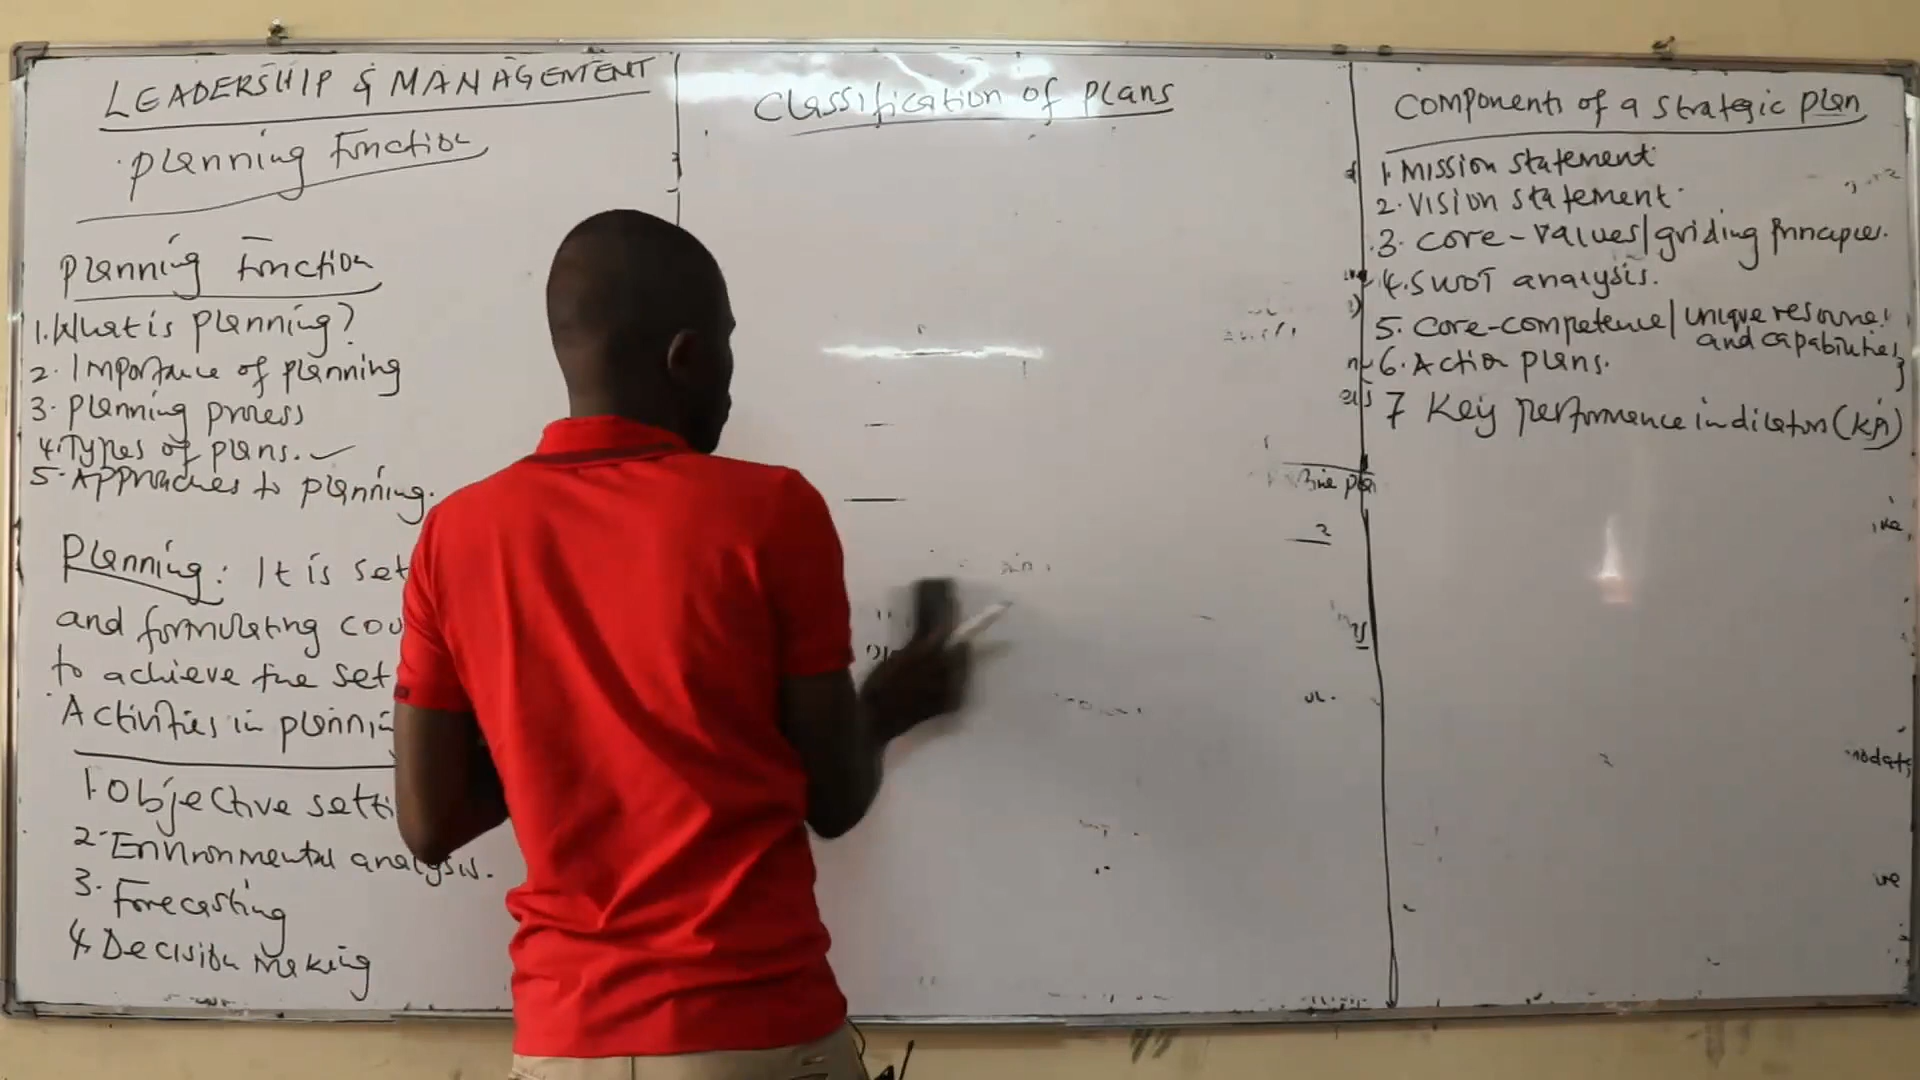 LEADERSHIP & MANAGEMENT
Planning Function
Planning Function
1. What is planning?
2. Importance of planning
3. Planning process
4. Types of plans. ✓
5. Approaches to planning.
Planning: It is set
and formulating cou
to achieve the set
Activities in plannin
1. Objective setti
2. Environmental analysis.
3. Forecasting
4. Decision making
Classification of plans
Components of a strategic plan
1. Mission statement
2. Vision statement
3. Core-values/guiding principles.
4. SWOT analysis.
5. Core-competence/unique resource
and capabilities
6. Action plans.
7 Key performance indicators (KPI)